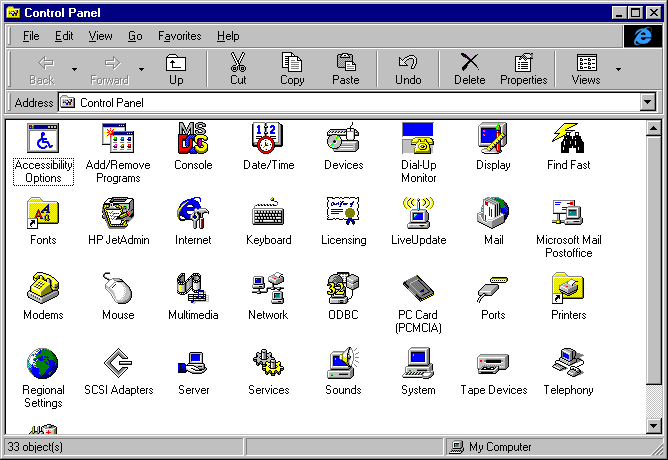 Control Panel
File Edit View Go Favorites Help
Back Forward Up Cut Copy Paste Undo Delete Properties Views
Address Control Panel
Accessibility Options
Add/Remove Programs
Console
Date/Time
Devices
Dial-Up Monitor
Display
Find Fast
Fonts
HP JetAdmin
Internet
Keyboard
Licensing
LiveUpdate
Mail
Microsoft Mail Postoffice
Modems
Mouse
Multimedia
Network
ODBC
PC Card (PCMCIA)
Ports
Printers
Regional Settings
SCSI Adapters
Server
Services
Sounds
System
Tape Devices
Telephony
33 object(s)
My Computer